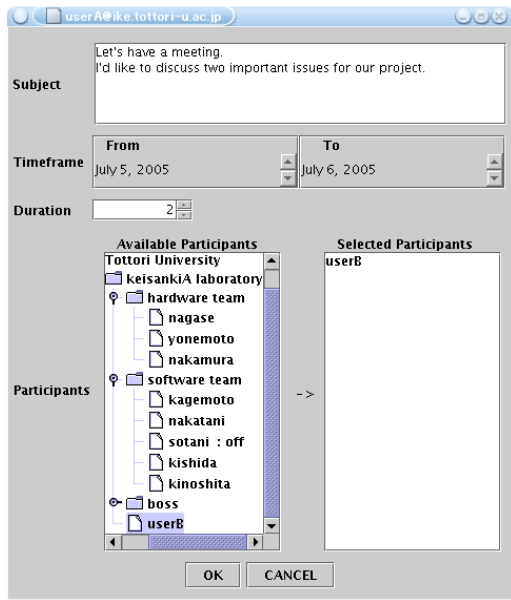 userA@ike.tottori-u.ac.jp
Subject
Let's have a meeting.
I'd like to discuss two important issues for our project.
Timeframe
From
July 5, 2005
To
July 6, 2005
Duration
2
Participants
Available Participants
Tottori University
keisankiA laboratory
hardware team
nagase
yonemoto
nakamura
software team
kagemoto
nakatani
sotani : off
kishida
kinoshita
boss
userB
->
Selected Participants
userB
OK
CANCEL